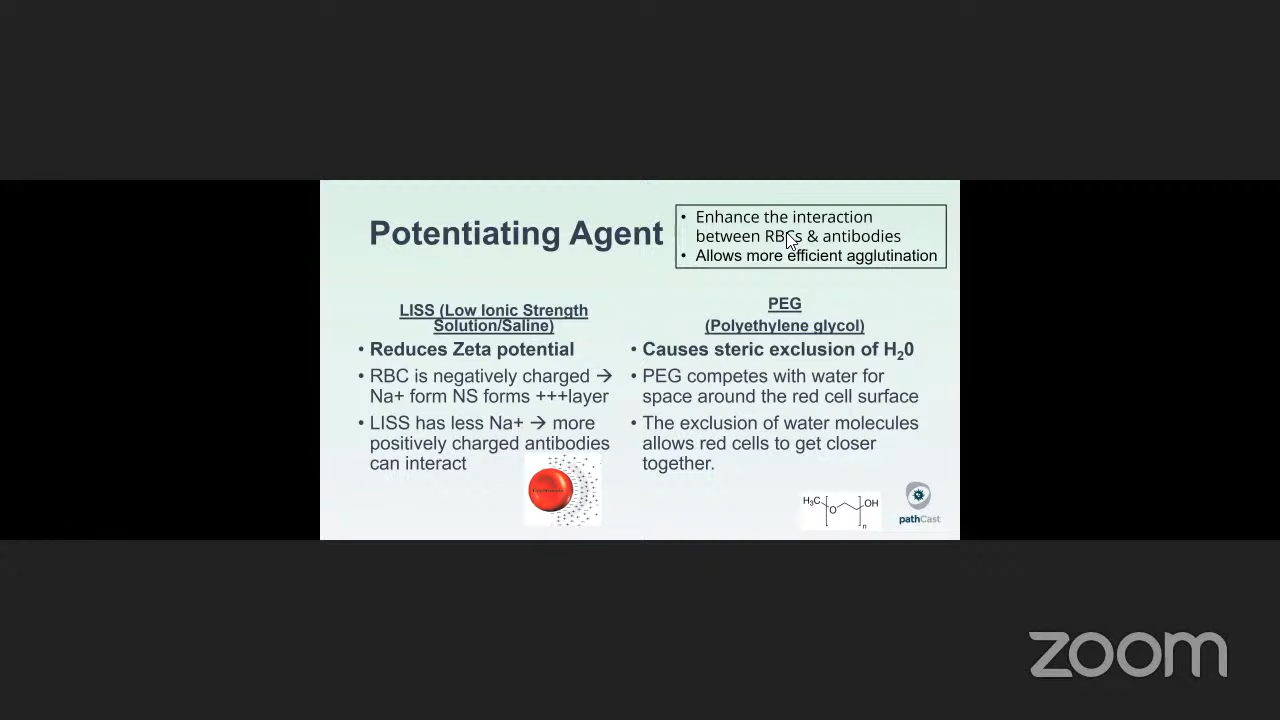 Potentiating Agent
• Enhance the interaction
between RBCs & antibodies
• Allows more efficient agglutination
LISS (Low Ionic Strength
Solution/Saline)
• Reduces Zeta potential
• RBC is negatively charged →
Na+ form NS forms +++layer
• LISS has less Na+ → more
positively charged antibodies
can interact
PEG
(Polyethylene glycol)
• Causes steric exclusion of H₂0
• PEG competes with water for
space around the red cell surface
• The exclusion of water molecules
allows red cells to get closer
together.
H₃C
O
OH
n
pathCast
zoom